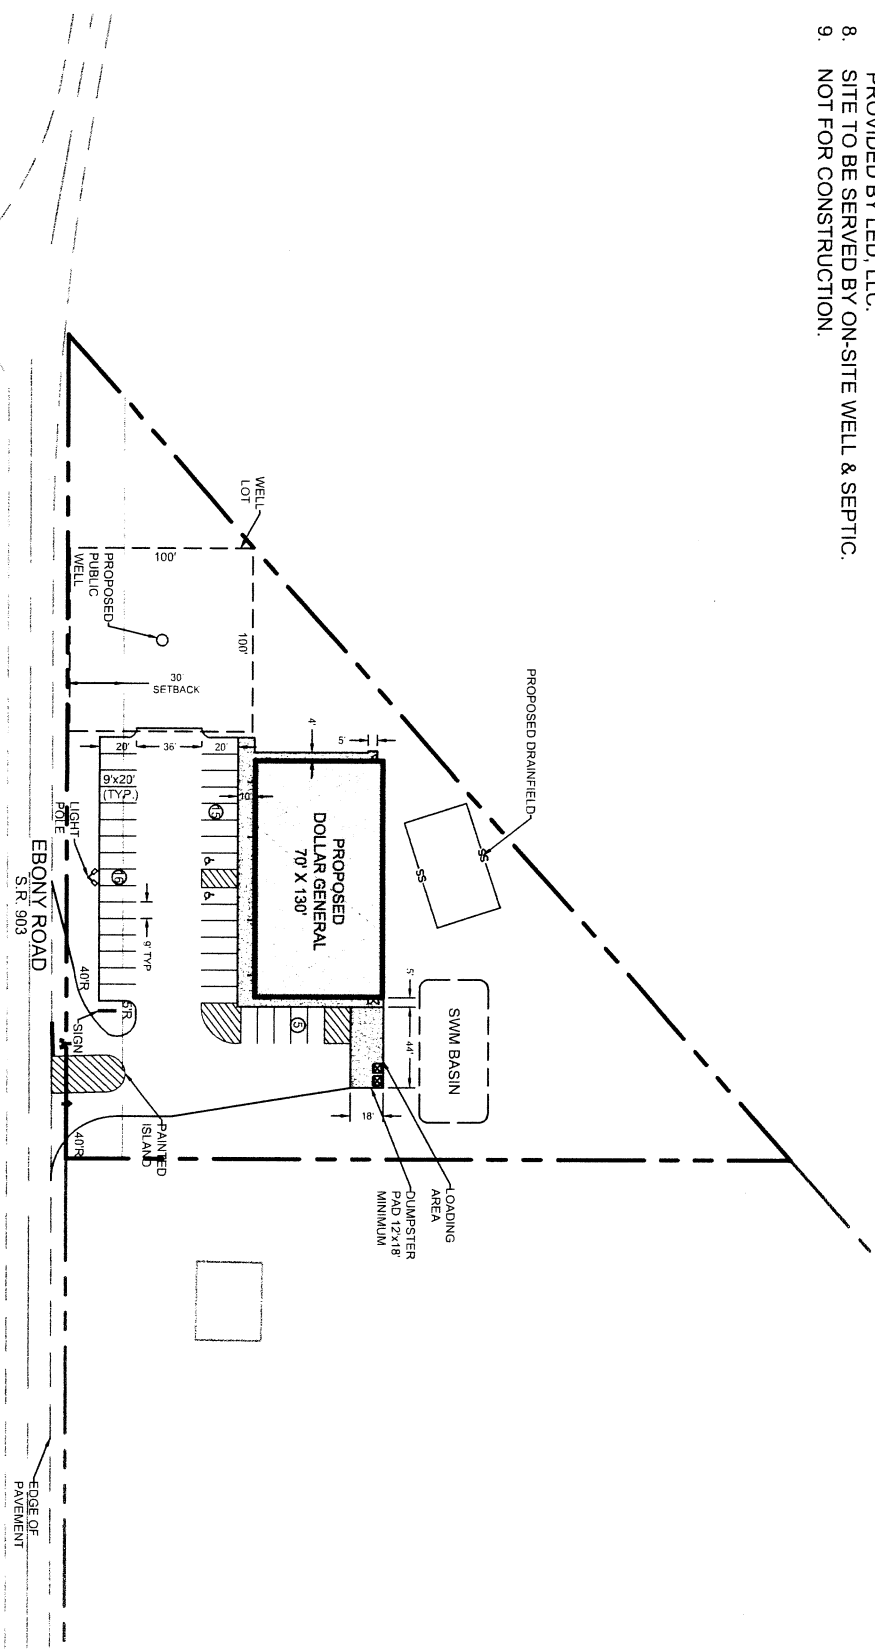 PROVIDED BY LED, LLC.
8. SITE TO BE SERVED BY ON-SITE WELL & SEPTIC.
9. NOT FOR CONSTRUCTION.
WELL
LOT
100'
100'
PROPOSED
PUBLIC
WELL
30'
SETBACK
PROPOSED DRAINFIELD
SS
SS
4'
5'
20'
36'
20'
9'x20'
(TYP.)
10'
15
16
9' TYP
LIGHT
POLE
PROPOSED
DOLLAR GENERAL
70' X 130'
5'
44'
18'
5
SWM BASIN
EBONY ROAD
S.R. 903
40'R
5'R
SIGN
40'R
PAINTED
ISLAND
LOADING
AREA
DUMPSTER
PAD 12'x18'
MINIMUM
EDGE OF
PAVEMENT